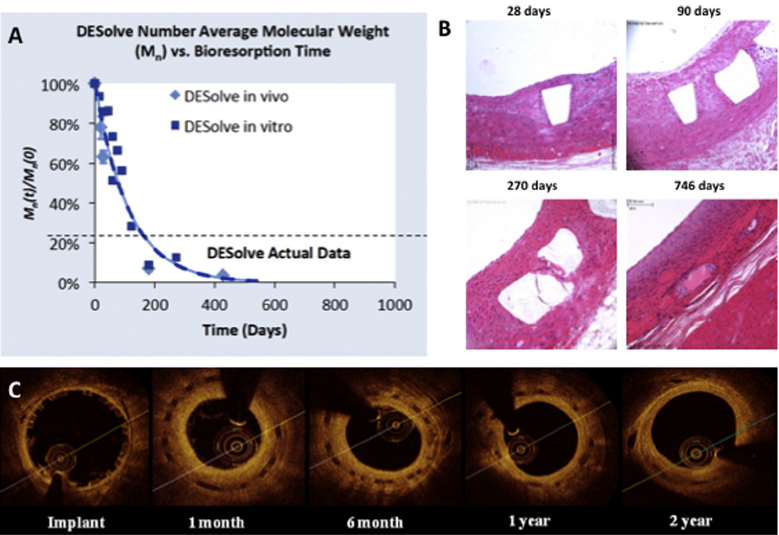 A
DESolve Number Average Molecular Weight
(Mn) vs. Bioresorption Time
100%
80%
60%
40%
20%
0%
Mn(t)/Mn(0)
DESolve in vivo
DESolve in vitro
DESolve Actual Data
0
200
400
600
800
1000
Time (Days)
B
28 days
90 days
270 days
746 days
C
Implant
1 month
6 month
1 year
2 year